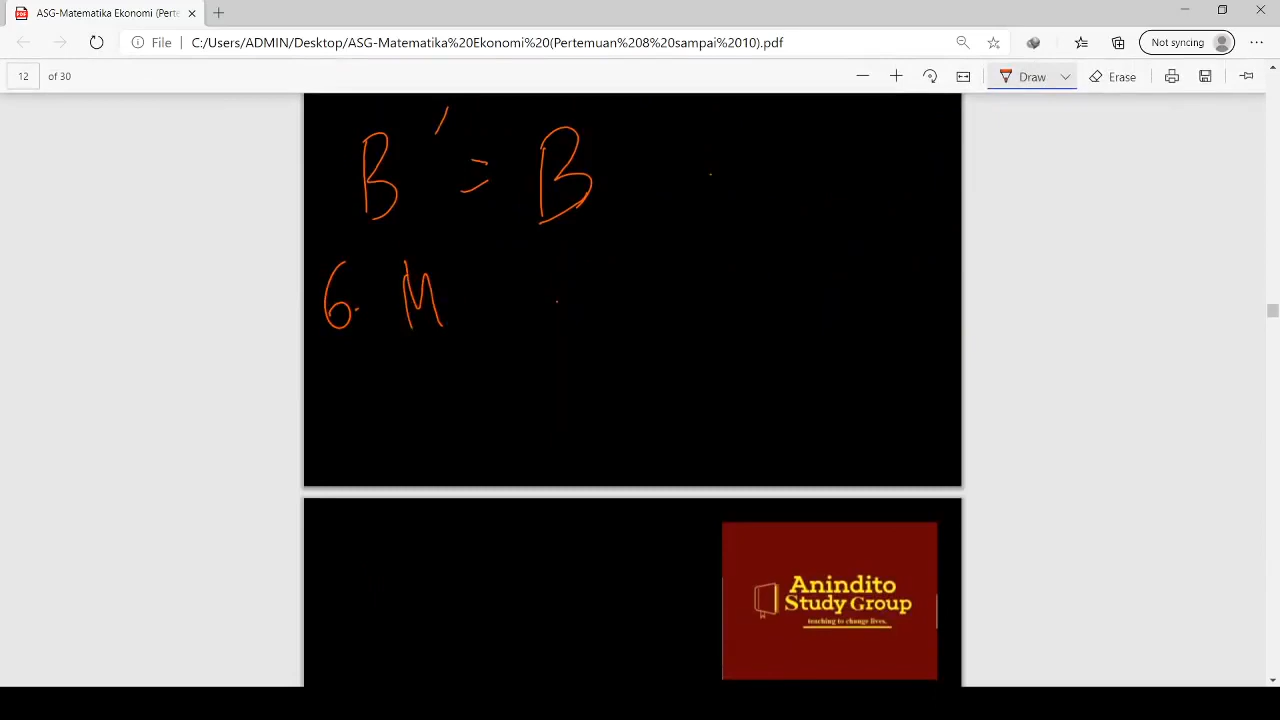 ASG-Matematika Ekonomi (Perte
File C:/Users/ADMIN/Desktop/ASG-Matematika%20Ekonomi%20(Pertemuan%208%20sampai%2010).pdf Not syncing
12 of 30 Draw Erase
B' = B
6. M
Anindito
Study Group
teaching to change lives.